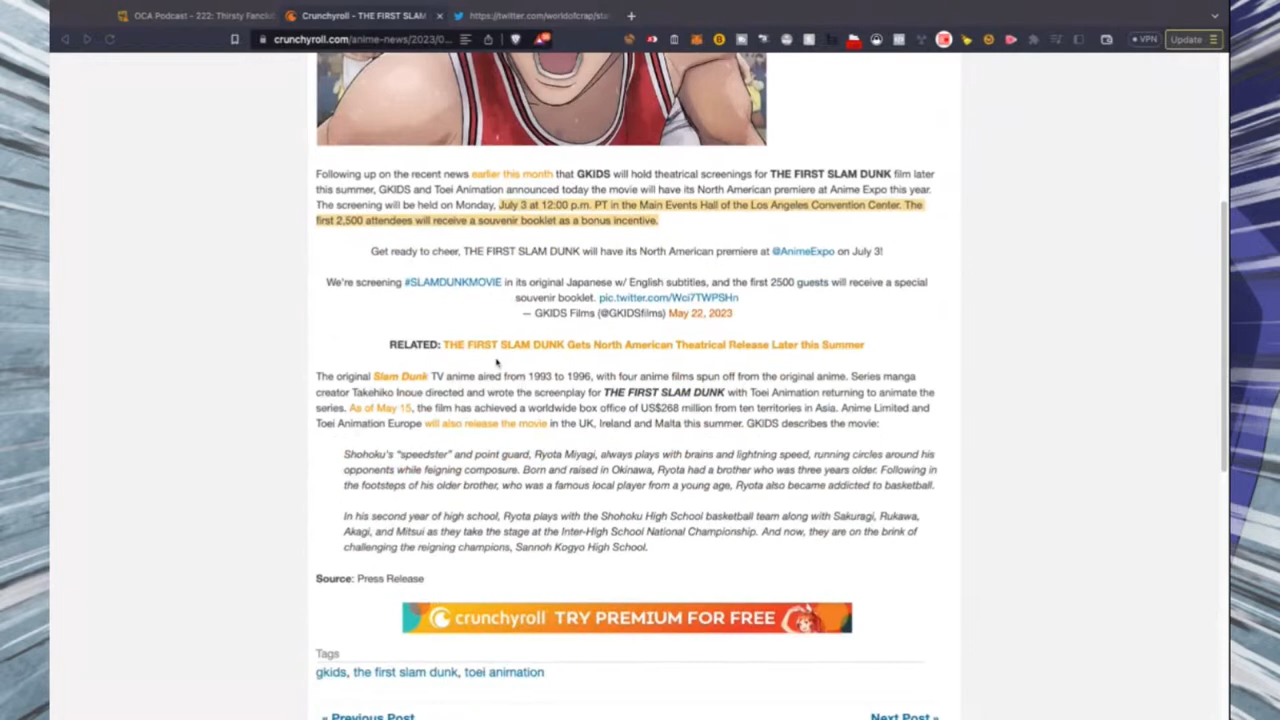 OCA Podcast - 222: Thirsty Fanclub
Crunchyroll - THE FIRST SLAM
https://twitter.com/worldofcrap/sta
crunchyroll.com/anime-news/2023/0...
VPN
Update
Following up on the recent news earlier this month that GKIDS will hold theatrical screenings for THE FIRST SLAM DUNK film later
this summer, GKIDS and Toei Animation announced today the movie will have its North American premiere at Anime Expo this year.
The screening will be held on Monday, July 3 at 12:00 p.m. PT in the Main Events Hall of the Los Angeles Convention Center. The
first 2,500 attendees will receive a souvenir booklet as a bonus incentive.
Get ready to cheer, THE FIRST SLAM DUNK will have its North American premiere at @AnimeExpo on July 3!
We're screening #SLAMDUNKMOVIE in its original Japanese w/ English subtitles, and the first 2500 guests will receive a special
souvenir booklet. pic.twitter.com/Wci7TWPSHn
— GKIDS Films (@GKIDSfilms) May 22, 2023
RELATED: THE FIRST SLAM DUNK Gets North American Theatrical Release Later this Summer
The original Slam Dunk TV anime aired from 1993 to 1996, with four anime films spun off from the original anime. Series manga
creator Takehiko Inoue directed and wrote the screenplay for THE FIRST SLAM DUNK with Toei Animation returning to animate the
series. As of May 15, the film has achieved a worldwide box office of US$268 million from ten territories in Asia. Anime Limited and
Toei Animation Europe will also release the movie in the UK, Ireland and Malta this summer. GKIDS describes the movie:
Shohoku's "speedster" and point guard, Ryota Miyagi, always plays with brains and lightning speed, running circles around his
opponents while feigning composure. Born and raised in Okinawa, Ryota had a brother who was three years older. Following in
the footsteps of his older brother, who was a famous local player from a young age, Ryota also became addicted to basketball.
In his second year of high school, Ryota plays with the Shohoku High School basketball team along with Sakuragi, Rukawa,
Akagi, and Mitsui as they take the stage at the Inter-High School National Championship. And now, they are on the brink of
challenging the reigning champions, Sannoh Kogyo High School.
Source: Press Release
crunchyroll TRY PREMIUM FOR FREE
Tags
gkids, the first slam dunk, toei animation
« Previous Post
Next Post »